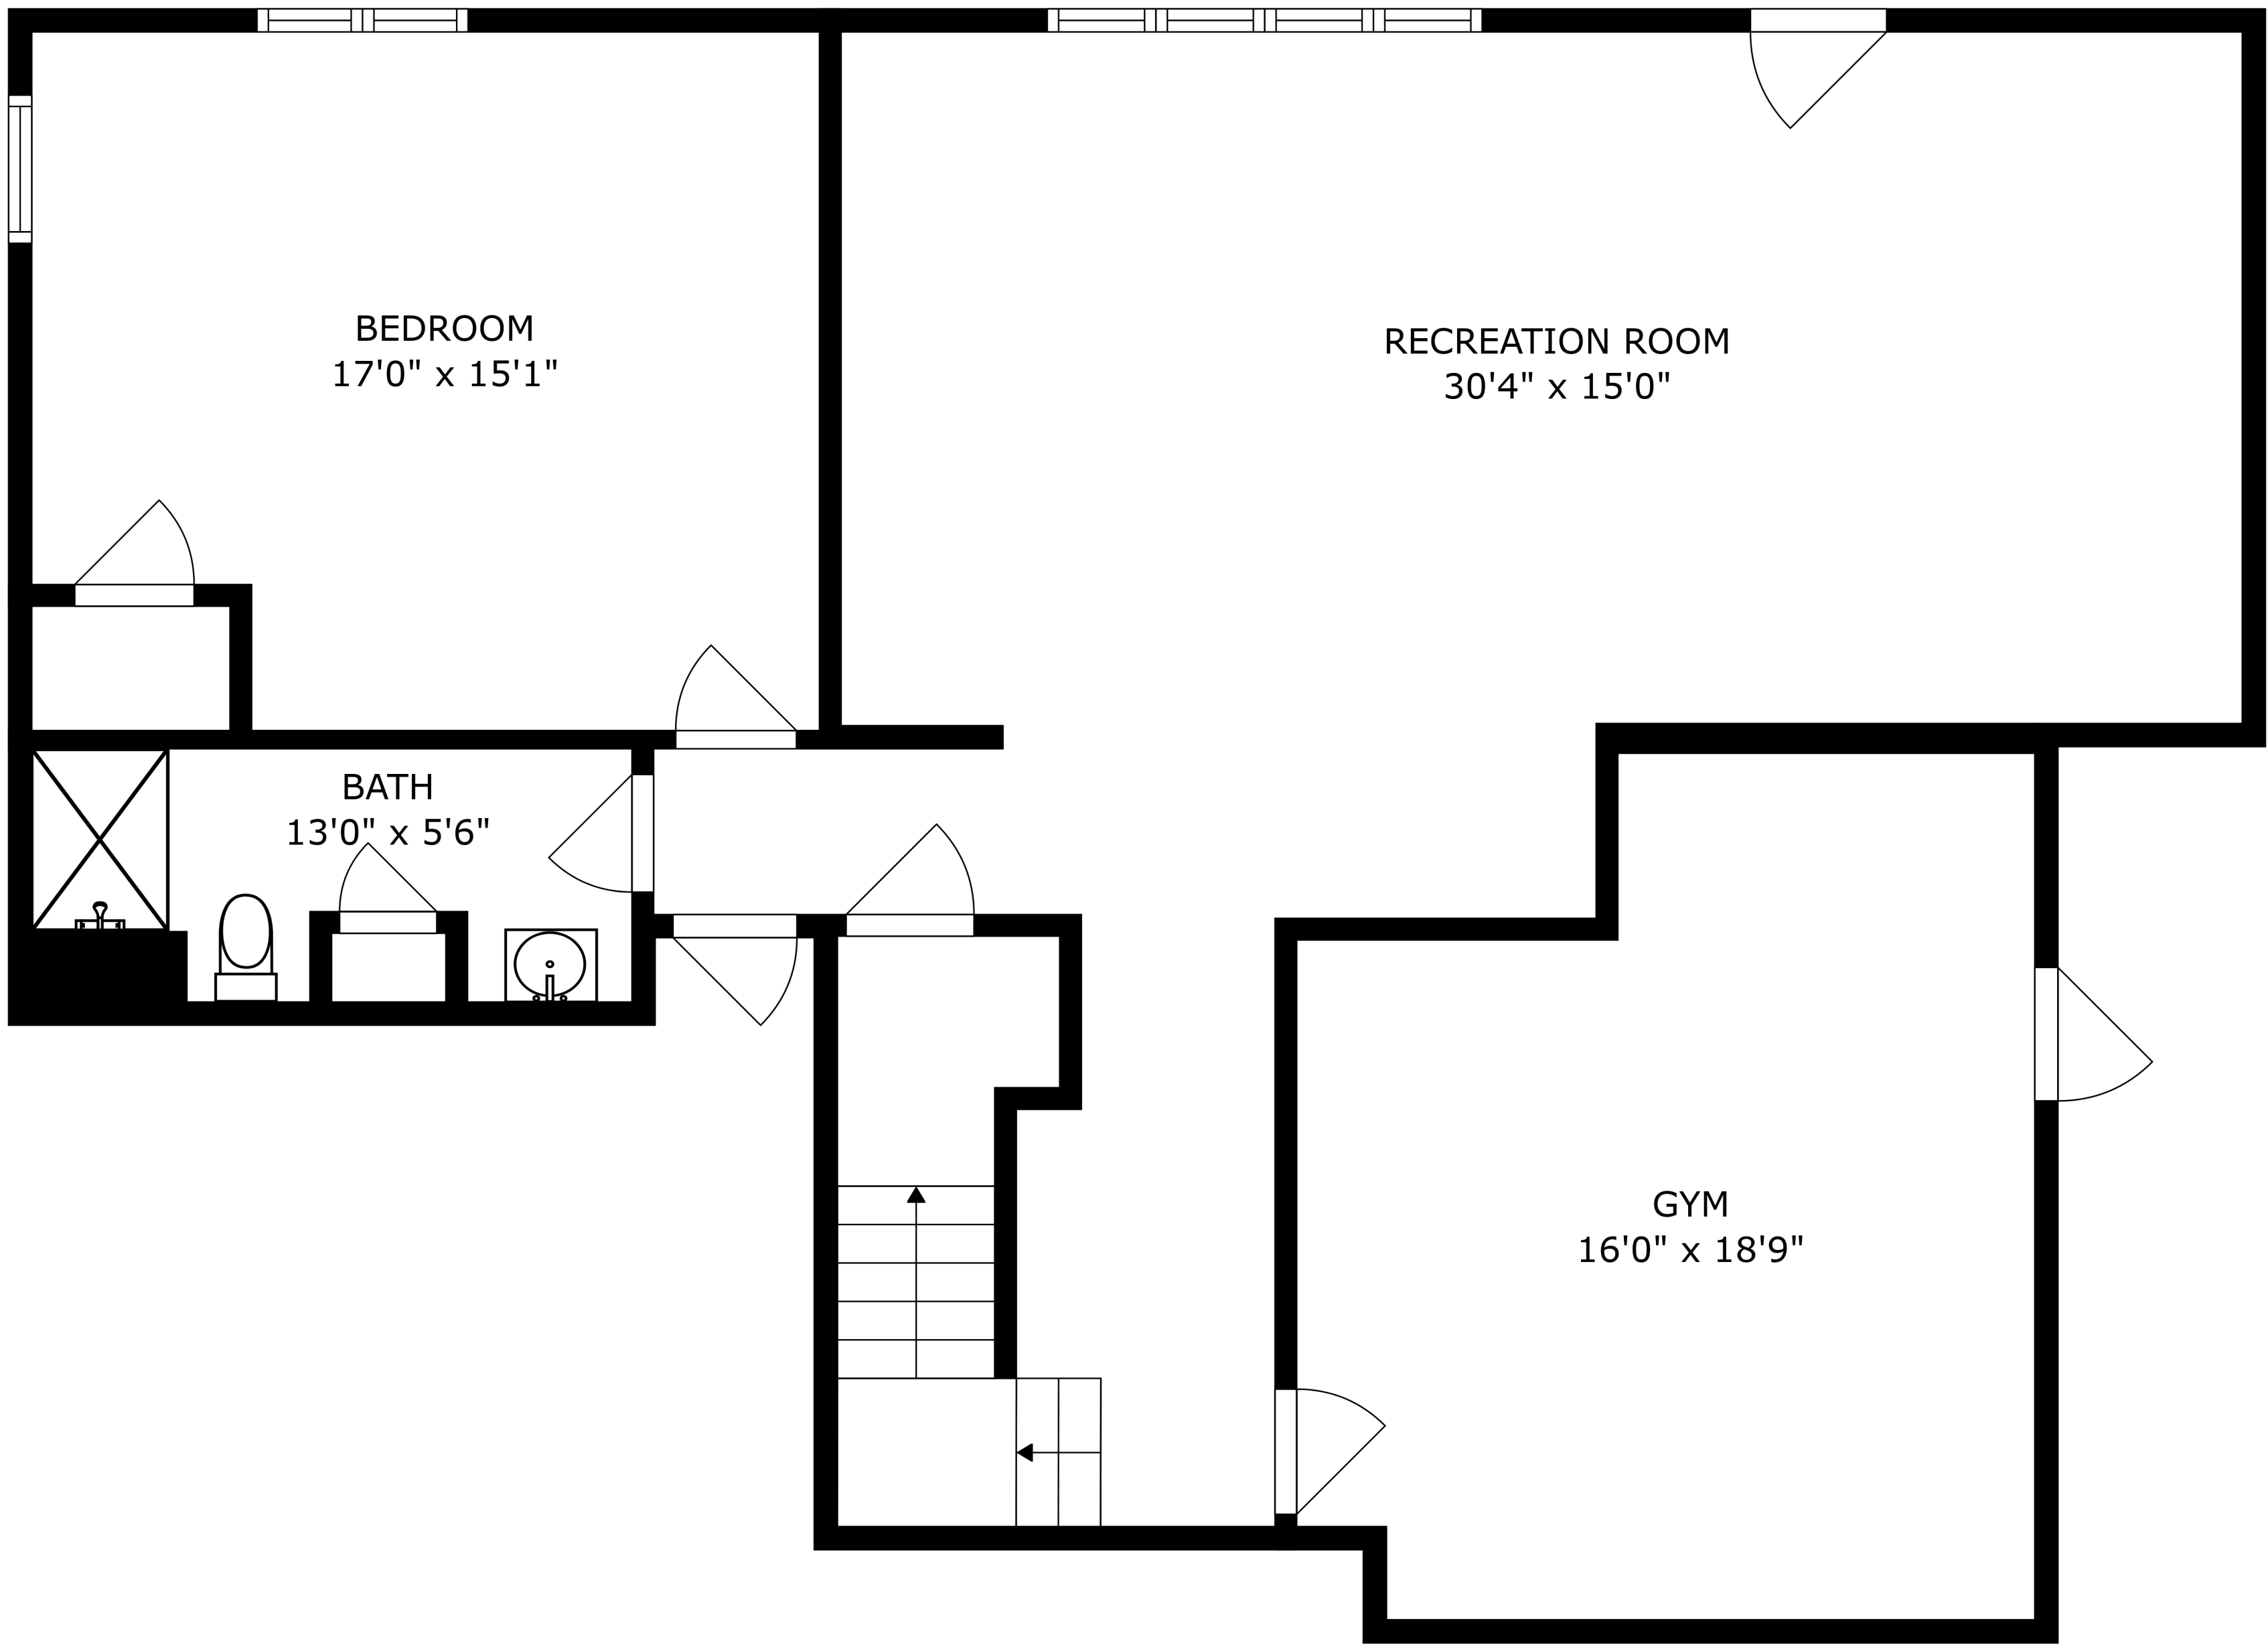 BEDROOM
17'0" x 15'1"
RECREATION ROOM
30'4" x 15'0"
BATH
13'0" x 5'6"
GYM
16'0" x 18'9"